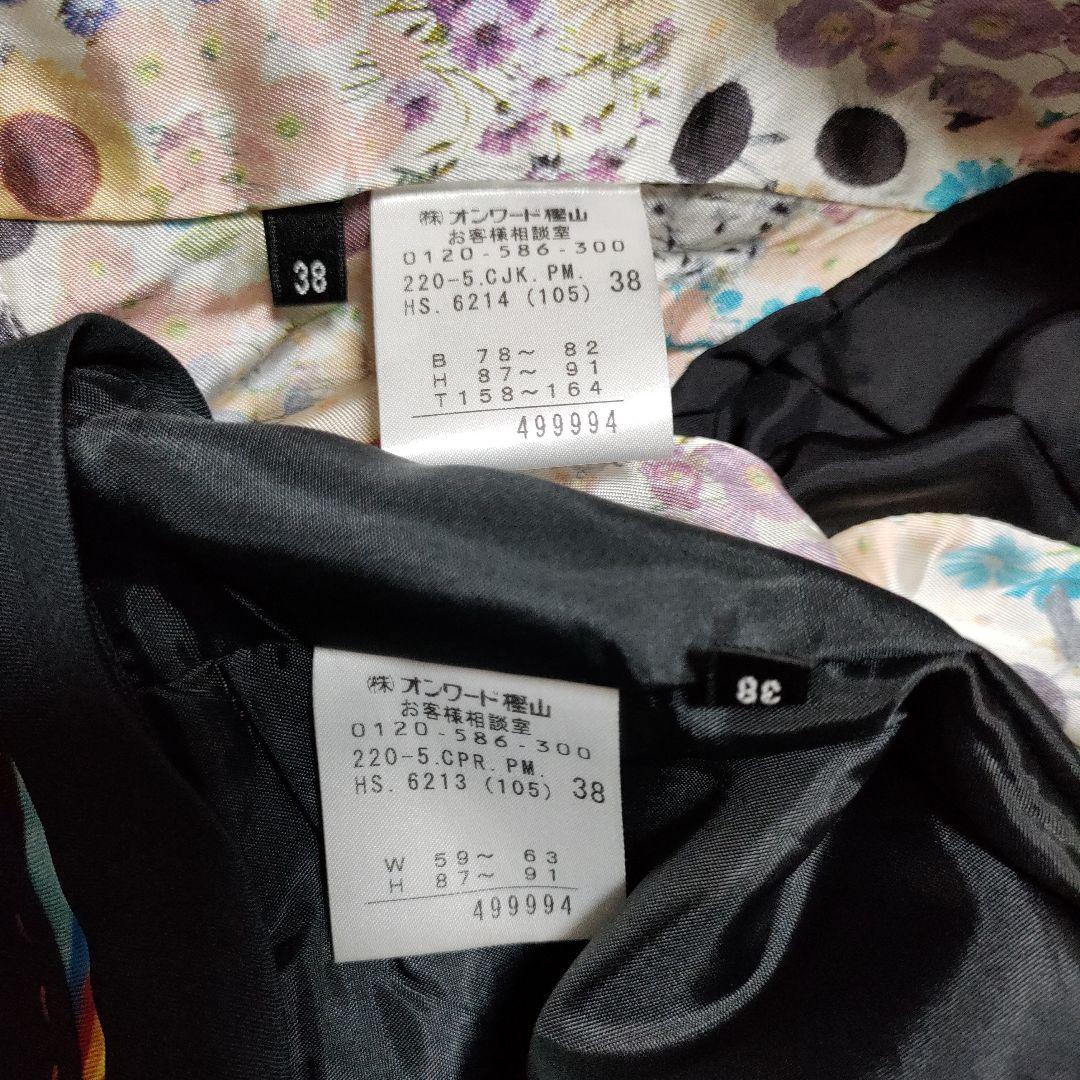 38
㈱オンワード樫山
お客様相談室
0120-586-300
220-5.CJK.PM.
HS. 6214 (105) 38
B 78～ 82
H 87～ 91
T 158～164
499994
㈱オンワード樫山
お客様相談室
0120-586-300
220-5.CPR.PM.
HS. 6213 (105) 38
W 59～ 63
H 87～ 91
499994
38